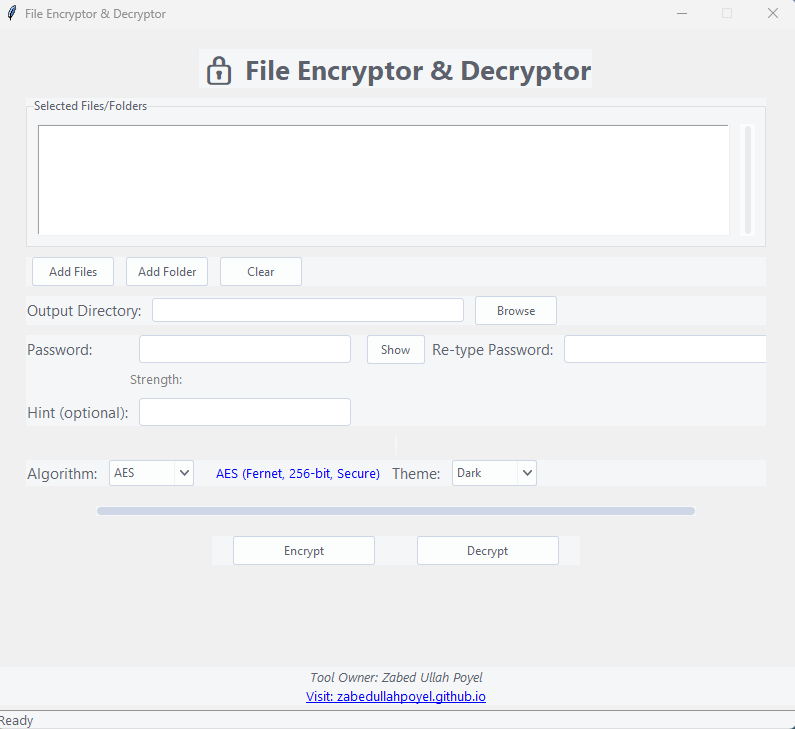 File Encryptor & Decryptor
File Encryptor & Decryptor
Selected Files/Folders
Add Files Add Folder Clear
Output Directory: Browse
Password: Show Re-type Password:
Strength:
Hint (optional):
Algorithm: AES AES (Fernet, 256-bit, Secure) Theme: Dark
Encrypt Decrypt
Tool Owner: Zabed Ullah Poyel
Visit: zabedullahpoyel.github.io
Ready